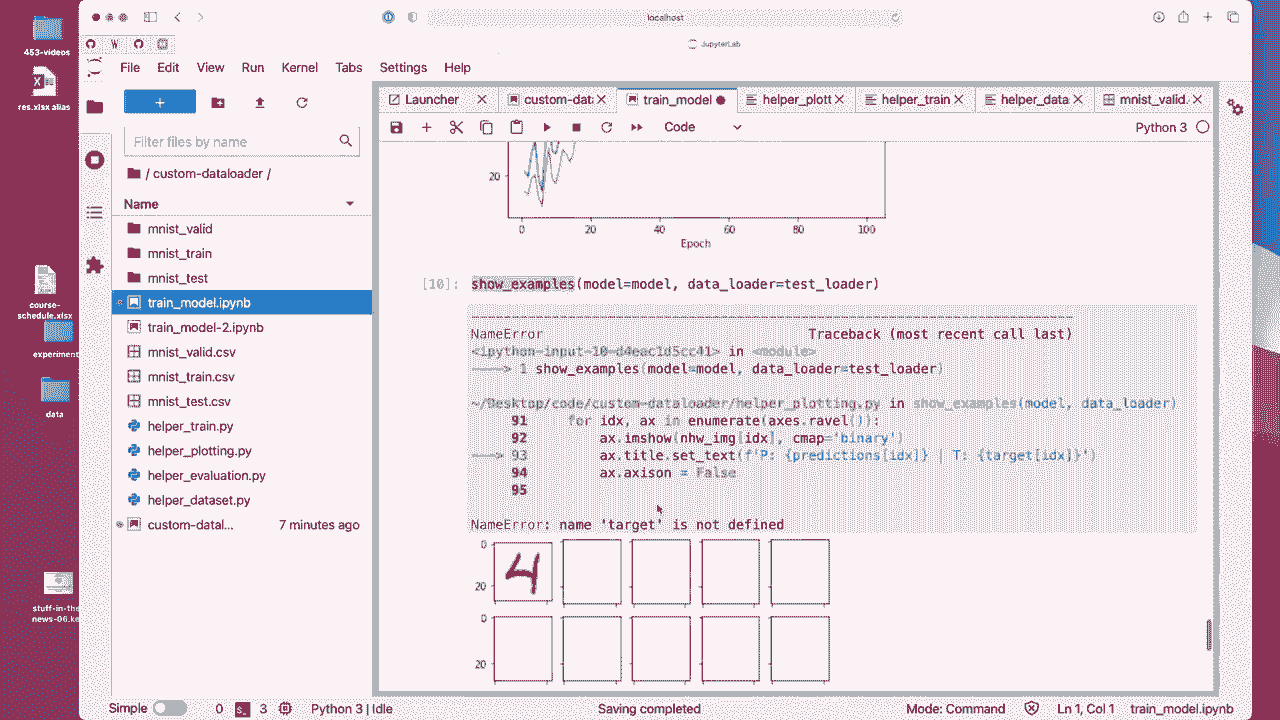 localhost
JupyterLab
453-videos
res.xlsx alias
course-
schedule.xlsx
experiment
data
stuff-in-the
news-06.ke
W
File Edit View Run Kernel Tabs Settings Help
Filter files by name
/ custom-dataloader /
Name
mnist_valid
mnist_train
mnist_test
train_model.ipynb
train_model-2.ipynb
mnist_valid.csv
mnist_train.csv
mnist_test.csv
helper_train.py
helper_plotting.py
helper_evaluation.py
helper_dataset.py
custom-datal... 7 minutes ago
Launcher custom-dat train_model helper_plott helper_train helper_data mnist_valid.
Code Python 3
20
0 20 40 60 80 100
Epoch
[10]: show_examples(model=model, data_loader=test_loader)
NameError Traceback (most recent call last)
<ipython-input-10-d4eac1d5cc41> in <module>
----> 1 show_examples(model=model, data_loader=test_loader)
~/Desktop/code/custom-dataloader/helper_plotting.py in show_examples(model, data_loader)
91 for idx, ax in enumerate(axes.ravel()):
92 ax.imshow(nhw_img[idx], cmap='binary')
---> 93 ax.title.set_text(f'P: {predictions[idx]} | T: {target[idx]}')
94 ax.axison = False
95
NameError: name 'target' is not defined
0
4
0
20
Simple 0 3 Python 3 | Idle Saving completed Mode: Command Ln 1, Col 1 train_model.ipynb